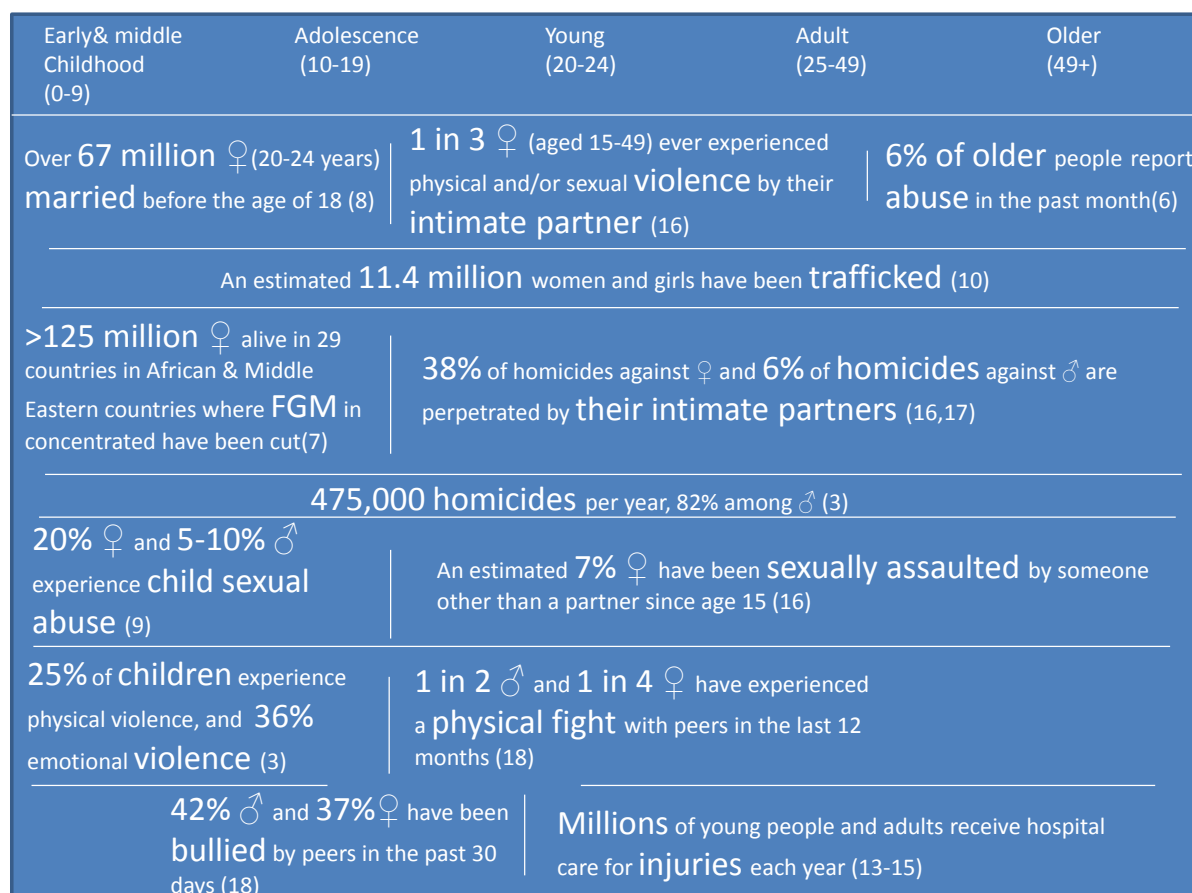 Early& middle
Childhood
(0-9)
Adolescence
(10-19)
Young
(20-24)
Adult
(25-49)
Older
(49+)
Over 67 million ♀(20-24 years)
married before the age of 18 (8)
1 in 3 ♀ (aged 15-49) ever experienced
physical and/or sexual violence by their
intimate partner (16)
6% of older people report
abuse in the past month(6)
An estimated 11.4 million women and girls have been trafficked (10)
>125 million ♀ alive in 29
countries in African & Middle
Eastern countries where FGM in
concentrated have been cut(7)
38% of homicides against ♀ and 6% of homicides against ♂ are
perpetrated by their intimate partners (16,17)
475,000 homicides per year, 82% among ♂ (3)
20% ♀ and 5-10% ♂
experience child sexual
abuse (9)
An estimated 7% ♀ have been sexually assaulted by someone
other than a partner since age 15 (16)
25% of children experience
physical violence, and 36%
emotional violence (3)
1 in 2 ♂ and 1 in 4 ♀ have experienced
a physical fight with peers in the last 12
months (18)
42% ♂ and 37%♀ have been
bullied by peers in the past 30
days (18)
Millions of young people and adults receive hospital
care for injuries each year (13-15)